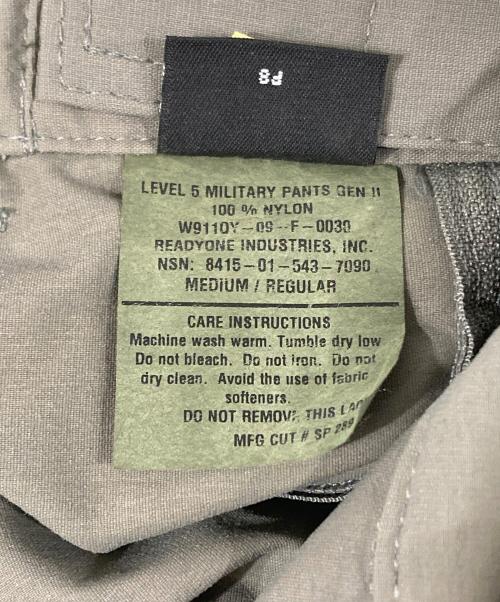 P8
LEVEL 5 MILITARY PANTS GEN II
100 % NYLON
W911QY-09--F-0030
READYONE INDUSTRIES, INC.
NSN: 8415-01-543-7090
MEDIUM / REGULAR
CARE INSTRUCTIONS
Machine wash warm. Tumble dry low
Do not bleach. Do not iron. Do not
dry clean. Avoid the use of fabric
softeners.
DO NOT REMOVE THIS
MFG CUT # SP 289